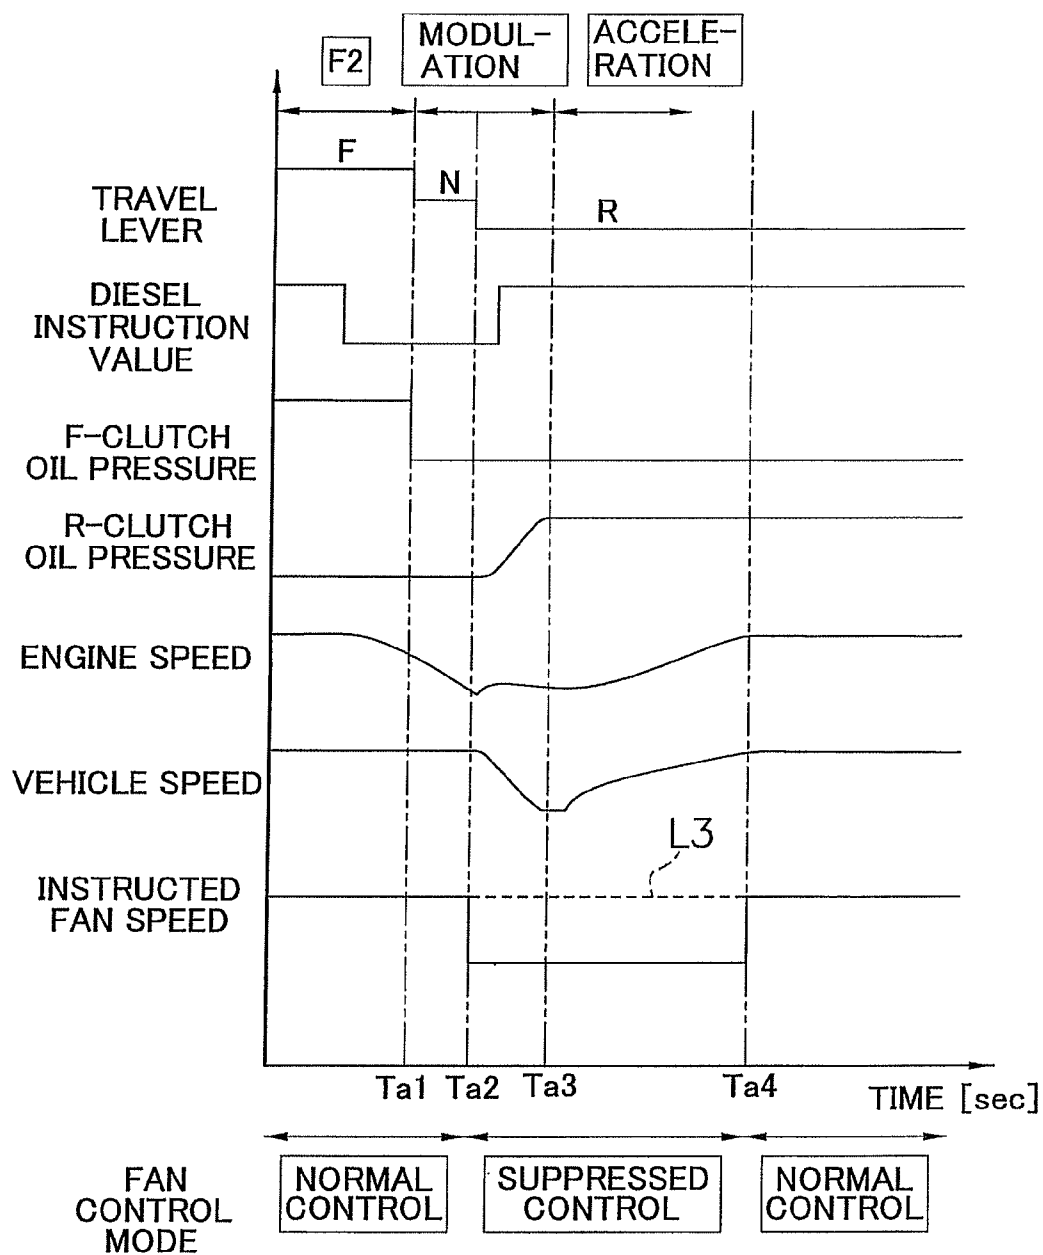 F2
MODUL-
ATION
ACCELE-
RATION
F
N
R
TRAVEL
LEVER
DIESEL
INSTRUCTION
VALUE
F-CLUTCH
OIL PRESSURE
R-CLUTCH
OIL PRESSURE
ENGINE SPEED
VEHICLE SPEED
L3
INSTRUCTED
FAN SPEED
Ta1 Ta2 Ta3 Ta4
TIME [sec]
FAN
CONTROL
MODE
NORMAL
CONTROL
SUPPRESSED
CONTROL
NORMAL
CONTROL